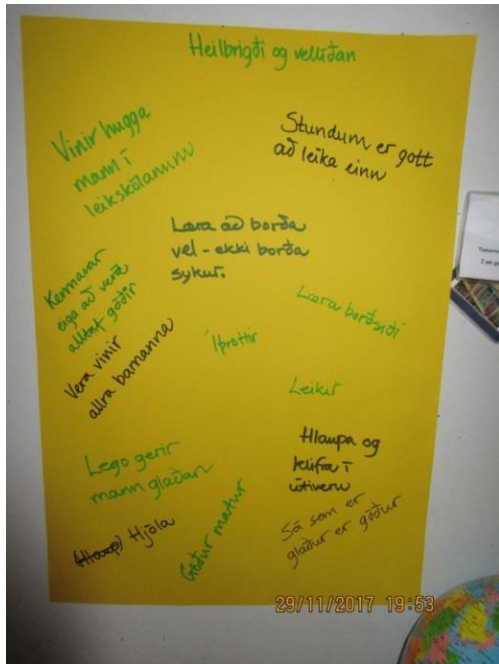 Heilbrigði og vellíðan
Vinir hugga
mann í
leikskólanum
Stundum er gott
að leika einn
Læra að borða
vel - ekki borða
sykur.
Kennarar
eiga að vera
alltaf góðir
Vera vinir
allra barnanna
Íþróttir
Læra borðsiði
Leikir
Lego gerir
mann glaðan
Hlaupa og
klifra í
útiveru
Hjóla
Góður matur
Sá sem er
glaður er góður
29/11/2017 19:53